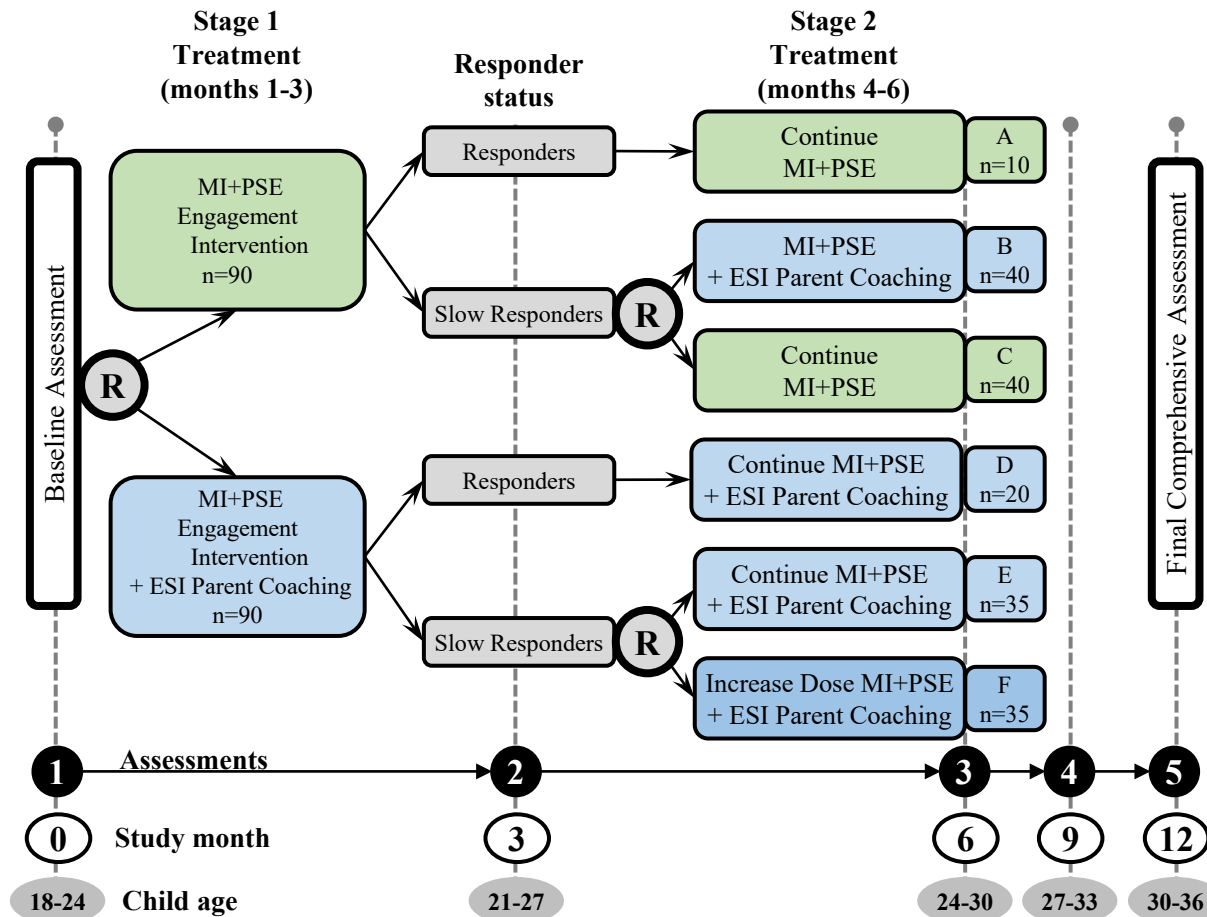 Stage 1
Treatment
(months 1-3)
Responder
status
Stage 2
Treatment
(months 4-6)
Baseline Assessment
R
MI+PSE
Engagement
Intervention
n=90
Responders
Continue
MI+PSE
A
n=10
Slow Responders
R
MI+PSE
+ ESI Parent Coaching
B
n=40
Continue
MI+PSE
C
n=40
MI+PSE
Engagement
Intervention
+ ESI Parent Coaching
n=90
Responders
Continue MI+PSE
+ ESI Parent Coaching
D
n=20
Slow Responders
R
Continue MI+PSE
+ ESI Parent Coaching
E
n=35
Increase Dose MI+PSE
+ ESI Parent Coaching
F
n=35
Final Comprehensive Assessment
1 Assessments 2 3 4 5
0 Study month 3 6 9 12
18-24 Child age 21-27 24-30 27-33 30-36